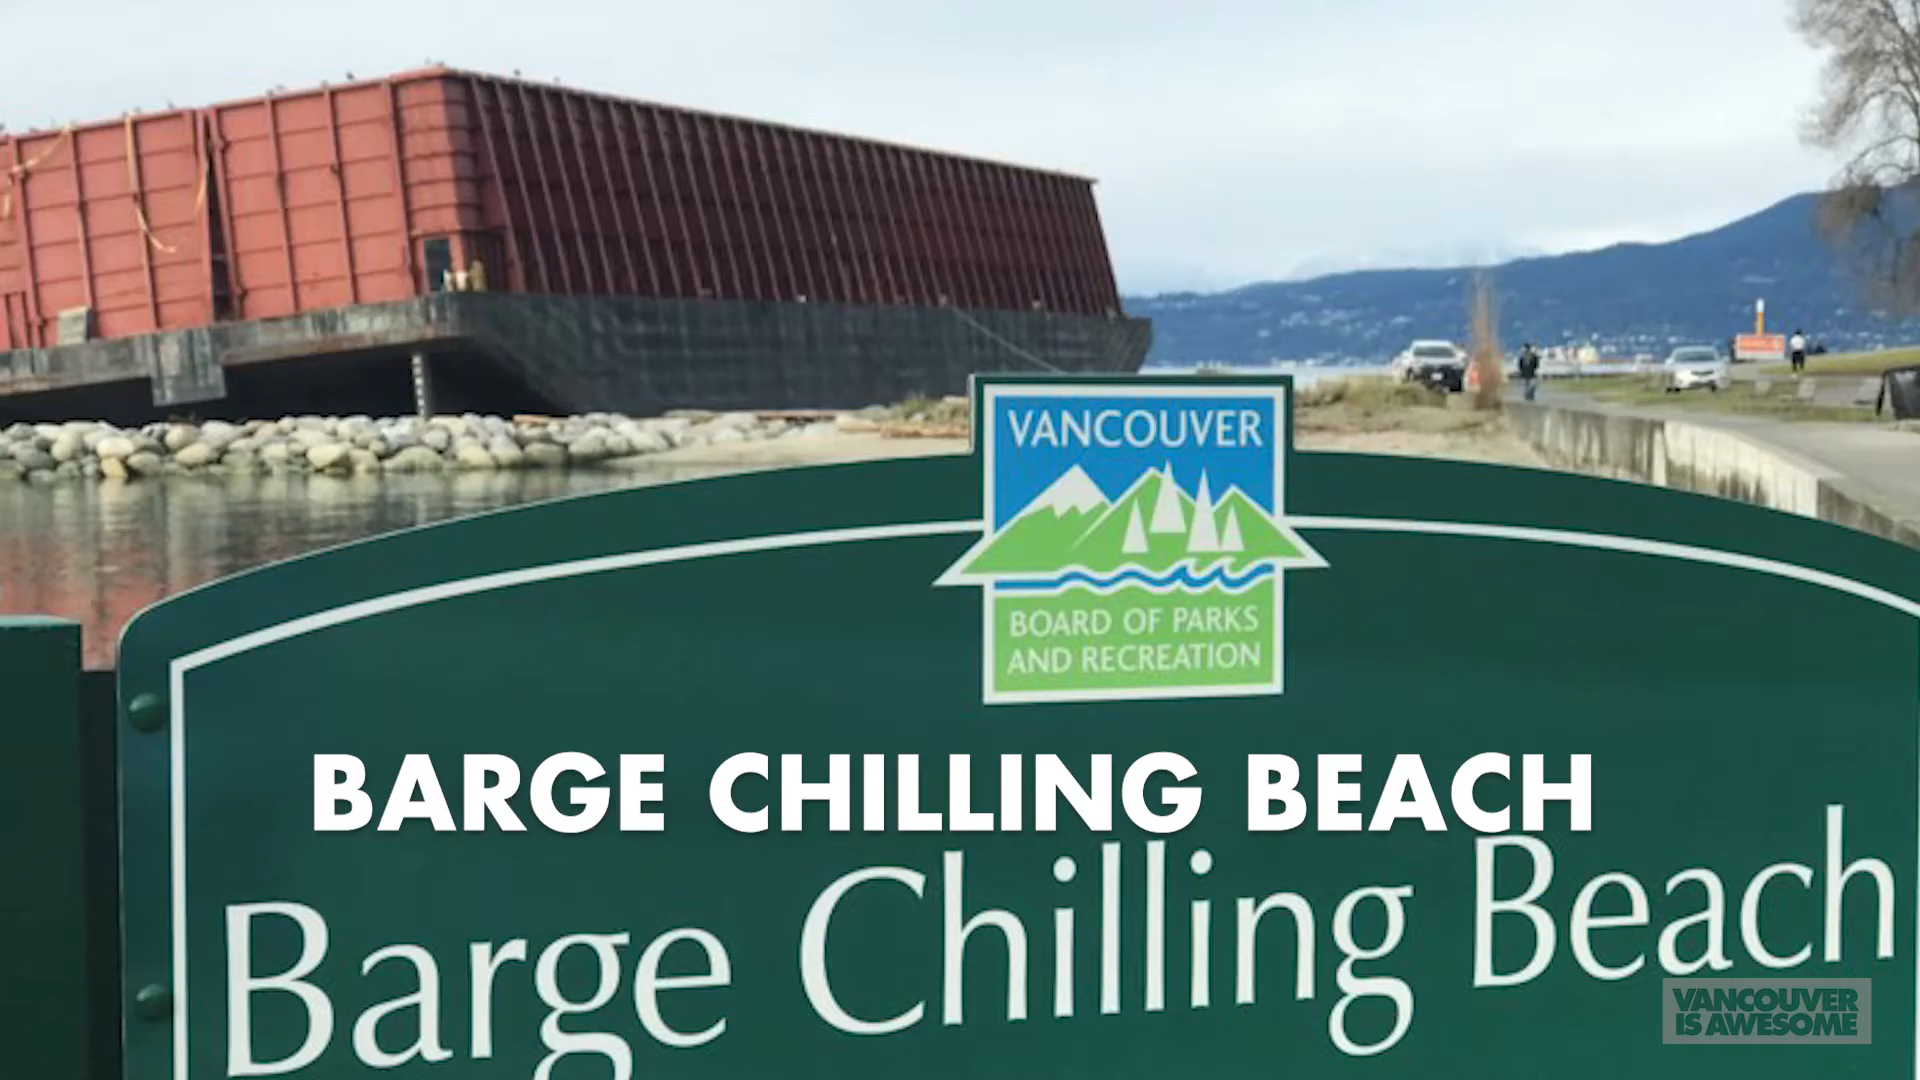 VANCOUVER
BOARD OF PARKS
AND RECREATION
BARGE CHILLING BEACH
Barge Chilling Beach
VANCOUVER
IS AWESOME